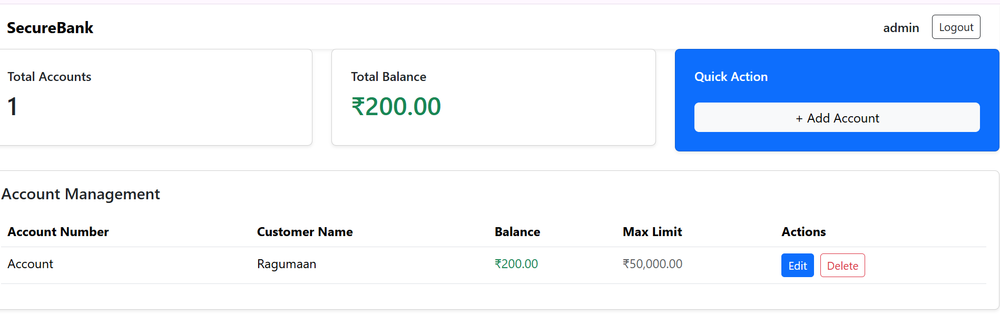 SecureBank
admin
Logout
Total Accounts
1
Total Balance
₹200.00
Quick Action
+ Add Account
Account Management
Account Number Customer Name Balance Max Limit Actions
Account Ragumaan ₹200.00 ₹50,000.00 Edit Delete